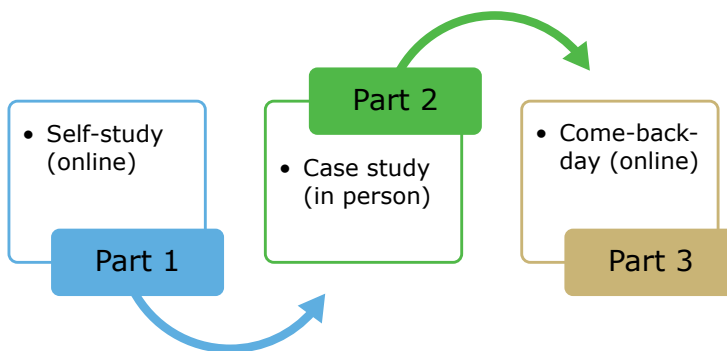 • Self-study
(online)
Part 1
Part 2
• Case study
(in person)
• Come-back-
day (online)
Part 3